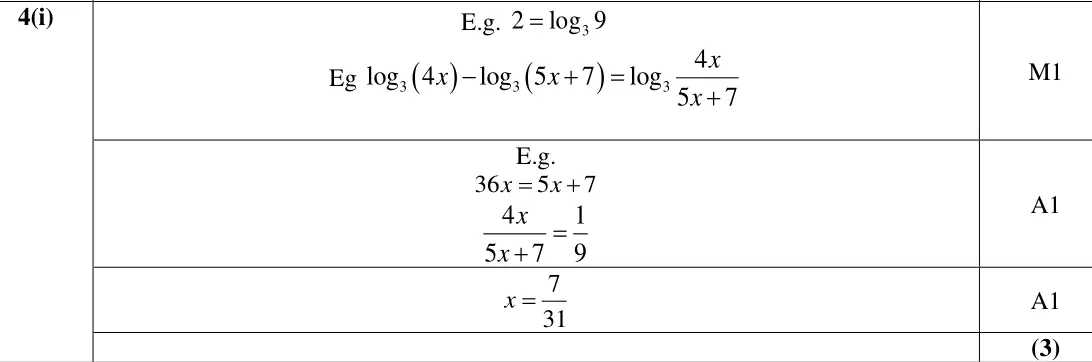 4(i)
E.g. 2 = log₃ 9
Eg log₃ (4x) − log₃ (5x + 7) = log₃ 4x/(5x + 7)
M1
E.g.
36x = 5x + 7
4x/(5x + 7) = 1/9
A1
x = 7/31
A1
(3)